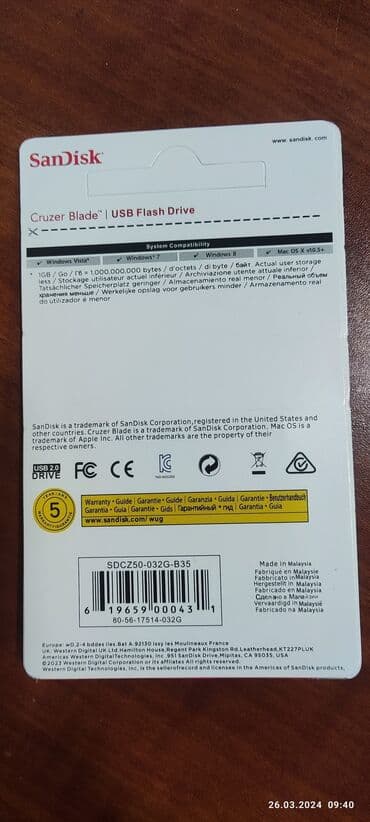 www. sandisk. com
SanDisk
Cruzer Blade™ | USB Flash Drive
System Compatibility
Windows Vista® Windows® 7 Windows 8 Mac OS X v10.5+
* 1GB / Go / Гб = 1,000,000,000 bytes / d'octets / di byte / байт. Actual user storage
less / Stockage utilisateur actuel inférieur / Archiviazione utente attuale inferior /
Tatsächlicher Speicherplatz geringer / Almacenamiento real menor / Реальный объем
хранения меньше / Werkelijke opslag voor gebruikers minder / Armazenamento real
do utilizador é menor
SanDisk is a trademark of SanDisk Corporation,registered in the United States and
other countries. Cruzer Blade is a trademark of SanDisk Corporation. Mac OS is a
trademark of Apple Inc. All other trademarks are the property of their
respective owners.
USB 2.0
DRIVE FC CE
5
Warranty · Guide | Garantie · Guide | Garanzia · Guida | Garantie · Benutzerhandbuch
Garantía · Guía | Garantie · Gids | Гарантийный · гид | Garantia · Guia
www.sandisk.com/ wug
SDCZ50-032G-B35
6 19659 00043 1
80-56-17514-032G
Made in Malaysia
Fabriqué en Malaisie
Fabbricato in Malaysia
Hergestellt in Malaysia
Fabricado en Malasia
Сделано в Малайзии
Vervaardigd in Malaysië
Fabricado na Malásia
Europe: wo.2-4 bddes iles.Bat A.92130 Issy les Moulineaux France
UK: Western Digital UK Ltd.Hamilton House,Regent Park Kingston Rd.Leatherhead,KT227PLUK
Americas Western DigitalTechnologies, Inc .951 SanDisk Drive,Mipitas, CA 95035, USA
©2023 Western Digital Corporation or its affiliates All rights reserved.
Western Digital Technologies, Inc. is the sellerofrecord and licensee in the Americas of SanDisk products,
26.03.2024 09:40